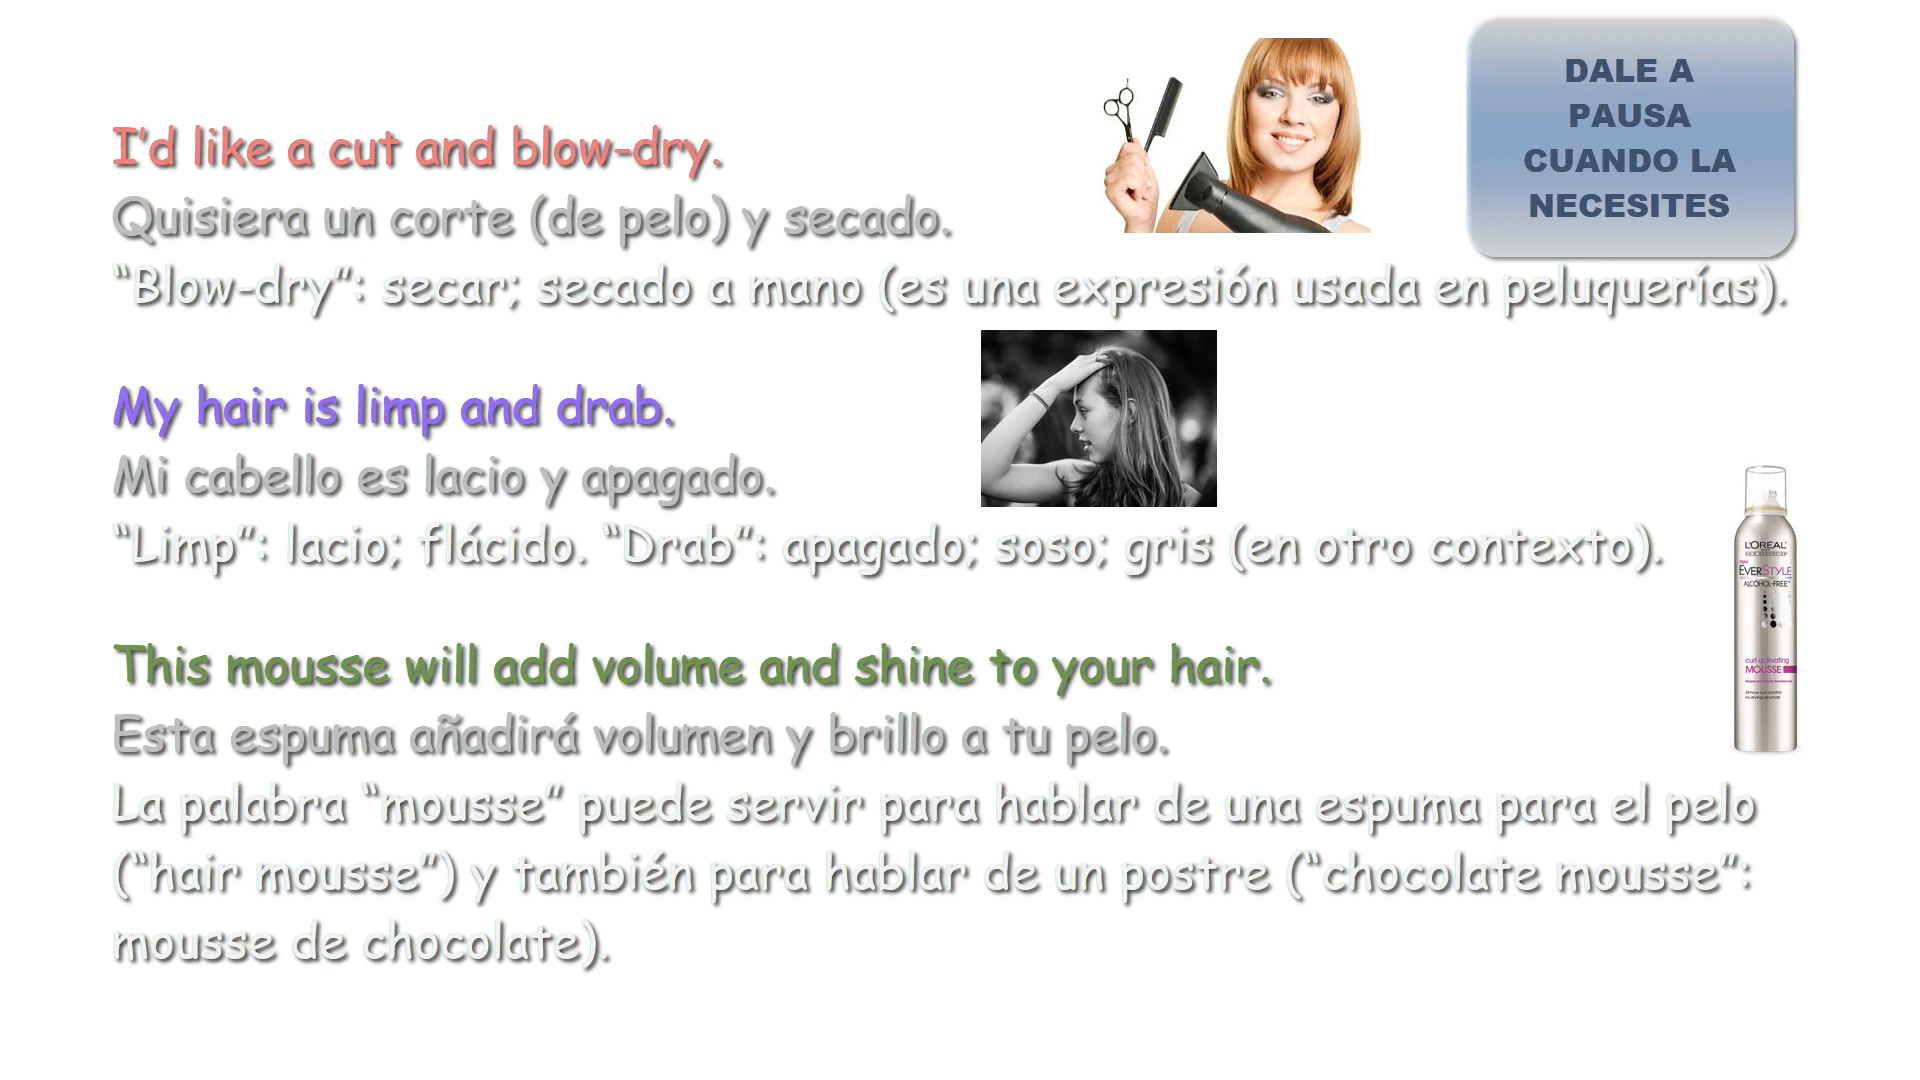 DALE A
PAUSA
CUANDO LA
NECESITES
I'd like a cut and blow-dry.
Quisiera un corte (de pelo) y secado.
“Blow-dry”: secar; secado a mano (es una expresión usada en peluquerías).
My hair is limp and drab.
Mi cabello es lacio y apagado.
“Limp”: lacio; flácido. “Drab”: apagado; soso; gris (en otro contexto).
L'ORÉAL
EVERSTYLE
ALCOHOL-FREE
curl activating
MOUSSE
This mousse will add volume and shine to your hair.
Esta espuma añadirá volumen y brillo a tu pelo.
La palabra “mousse” puede servir para hablar de una espuma para el pelo
(“hair mousse”) y también para hablar de un postre (“chocolate mousse”:
mousse de chocolate).